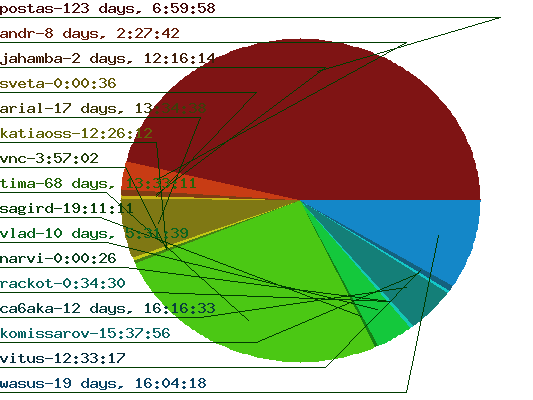 postas-123 days, 6:59:58
andr-8 days, 2:27:42
jahamba-2 days, 12:16:14
sveta-0:00:36
arial-17 days,
katiaoss-12:26:12
vnc-3:57:02
tima-68 days, 13:33:11
sagird-19:11:11
vlad-10 days, 5:31:39
narvi-0:00:26
rackot-0:34:30
ca6aka-12 days, 16:16:33
komissarov-15:37:56
vitus-12:33:17
wasus-19 days, 16:04:18